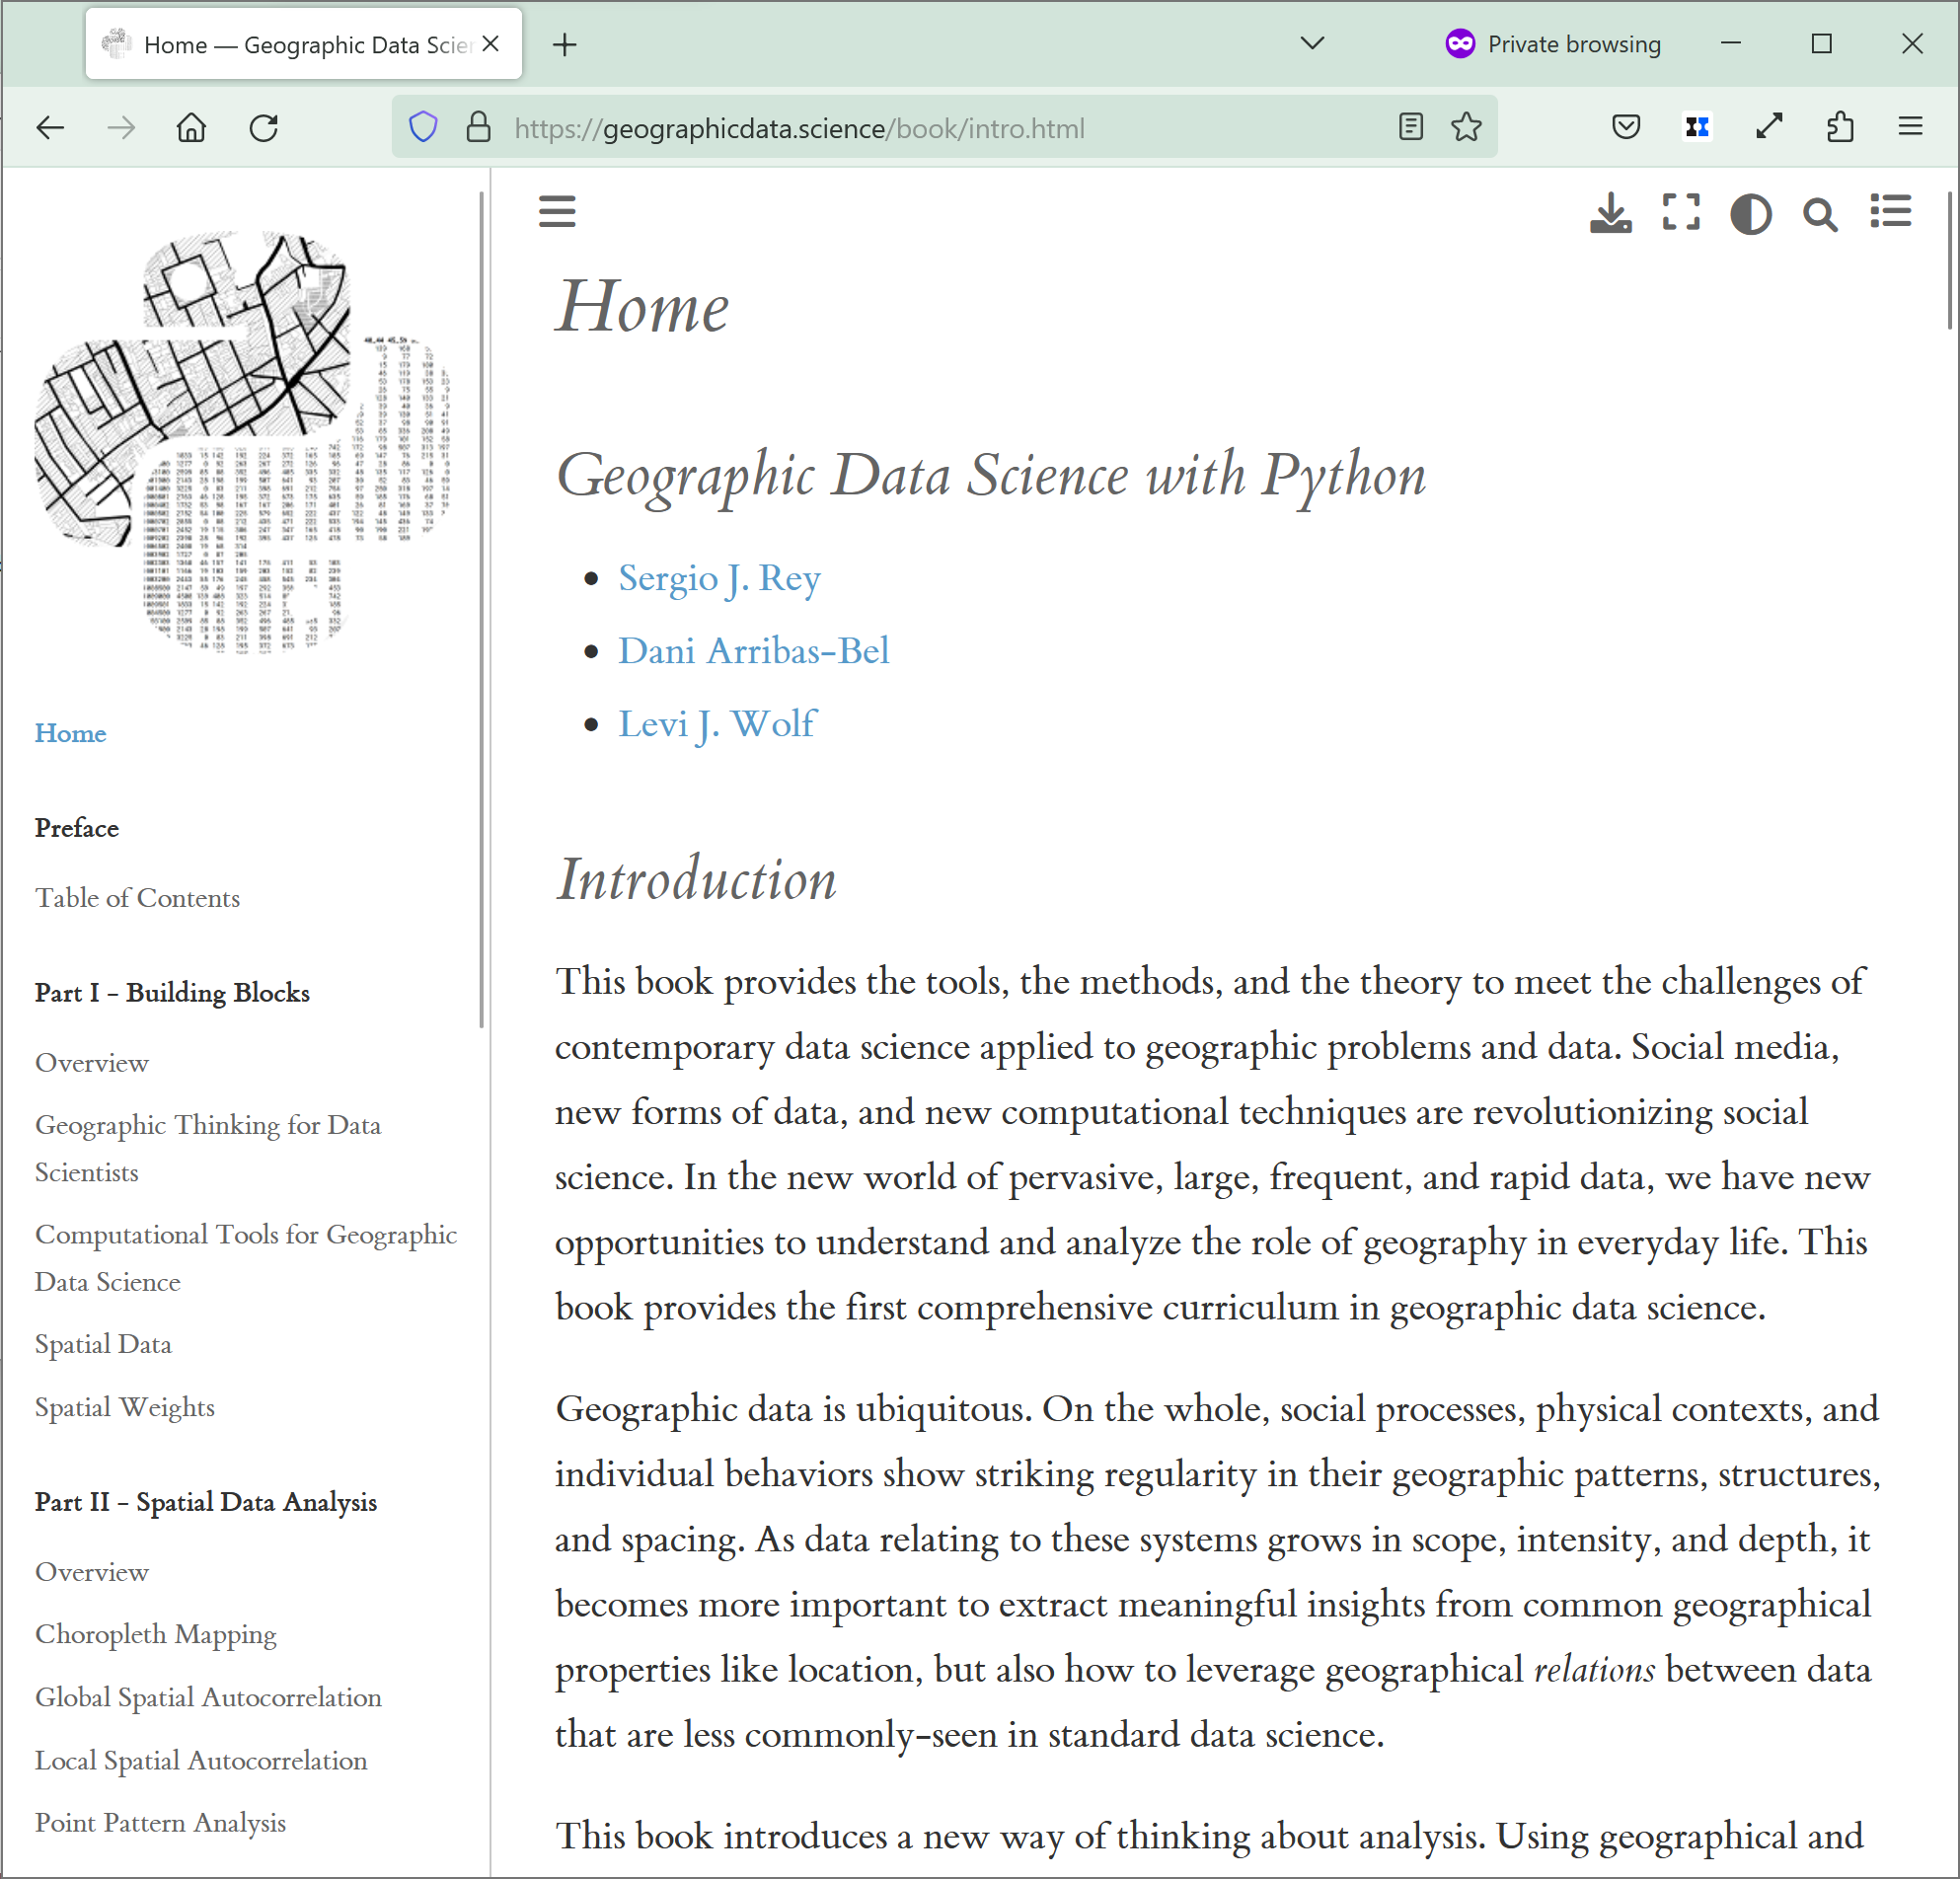 Home — Geographic Data Scien
Private browsing
https://geographicdata.science/book/intro.html
Home
Preface
Table of Contents
Part I - Building Blocks
Overview
Geographic Thinking for Data
Scientists
Computational Tools for Geographic
Data Science
Spatial Data
Spatial Weights
Part II - Spatial Data Analysis
Overview
Choropleth Mapping
Global Spatial Autocorrelation
Local Spatial Autocorrelation
Point Pattern Analysis
Home
Geographic Data Science with Python
Sergio J. Rey
Dani Arribas-Bel
Levi J. Wolf
Introduction
This book provides the tools, the methods, and the theory to meet the challenges of
contemporary data science applied to geographic problems and data. Social media,
new forms of data, and new computational techniques are revolutionizing social
science. In the new world of pervasive, large, frequent, and rapid data, we have new
opportunities to understand and analyze the role of geography in everyday life. This
book provides the first comprehensive curriculum in geographic data science.
Geographic data is ubiquitous. On the whole, social processes, physical contexts, and
individual behaviors show striking regularity in their geographic patterns, structures,
and spacing. As data relating to these systems grows in scope, intensity, and depth, it
becomes more important to extract meaningful insights from common geographical
properties like location, but also how to leverage geographical relations between data
that are less commonly-seen in standard data science.
This book introduces a new way of thinking about analysis. Using geographical and